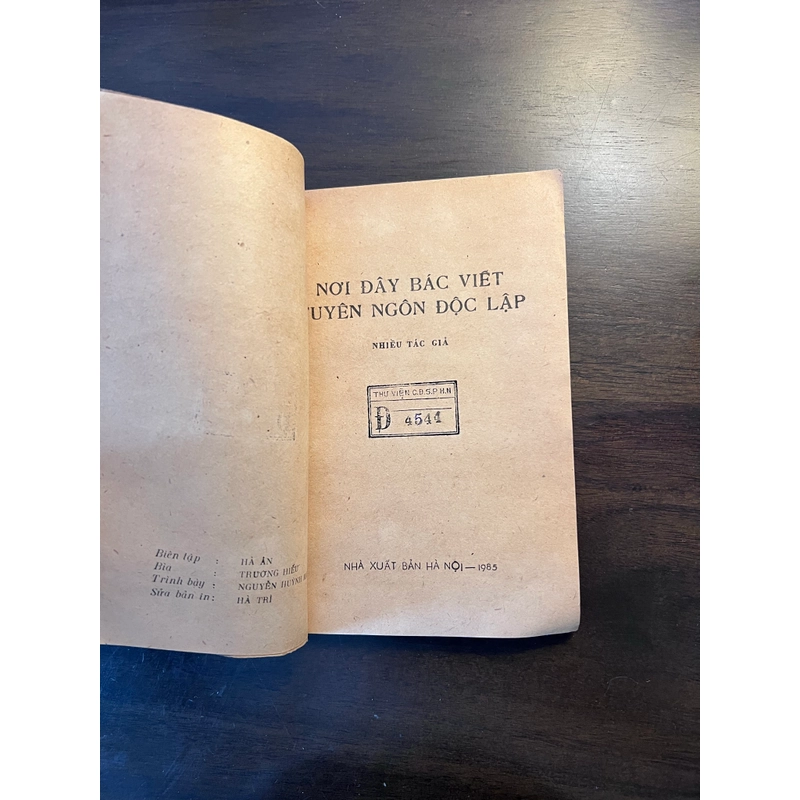 Biên tập : HÀ ÂN
Bìa : TRƯƠNG HIẾU
Trình bày : NGUYỄN HUỲNH
Sửa bản in: HÀ TRÍ
NƠI ĐÂY BÁC VIẾT
TUYÊN NGÔN ĐỘC LẬP
NHIỀU TÁC GIẢ
THƯ VIỆN C.Đ.S.P H.N
Đ 4541
NHÀ XUẤT BẢN HÀ NỘI — 1985